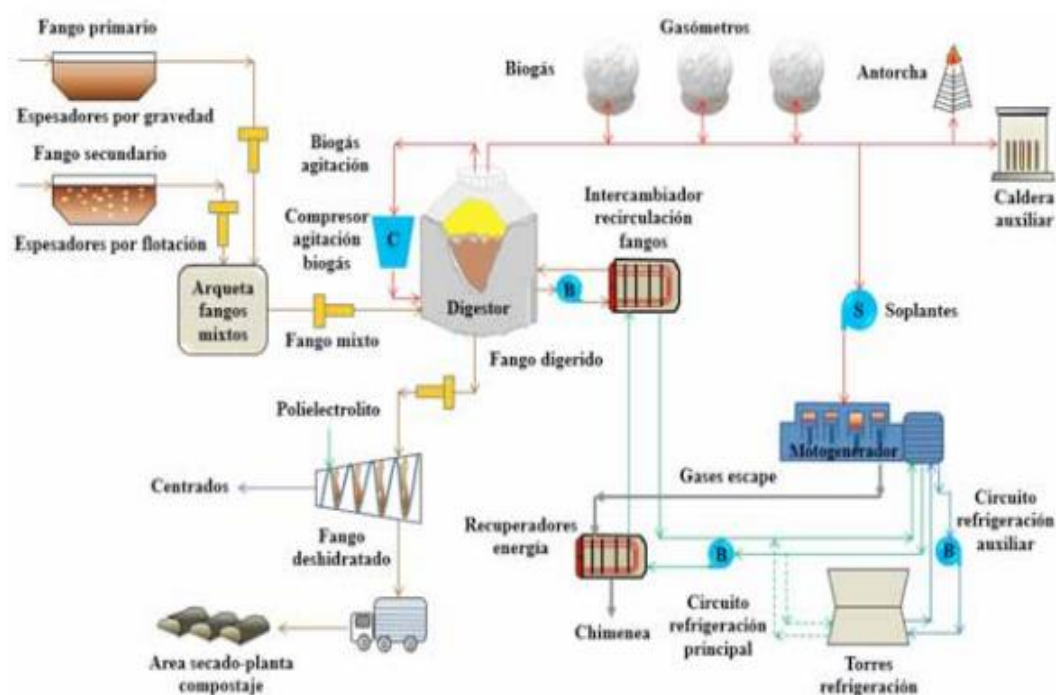 Fango primario
Espesadores por gravedad
Fango secundario
Espesadores por flotación
Arqueta
fangos
mixtos
Fango mixto
Biogás
agitación
Compresor
agitación
biogás
C
Digestor
Biogás
Gasómetros
Antorcha
Caldera
auxiliar
Intercambiador
recirculación
fangos
B
S
Soplantes
Fango digerido
Polielectrolito
Centrados
Fango
deshidratado
Area secado-planta
compostaje
Motogenerador
Gases escape
Recuperadores
energía
B
Chimenea
Circuito
refrigeración
principal
Circuito
refrigeración
auxiliar
B
Torres
refrigeración